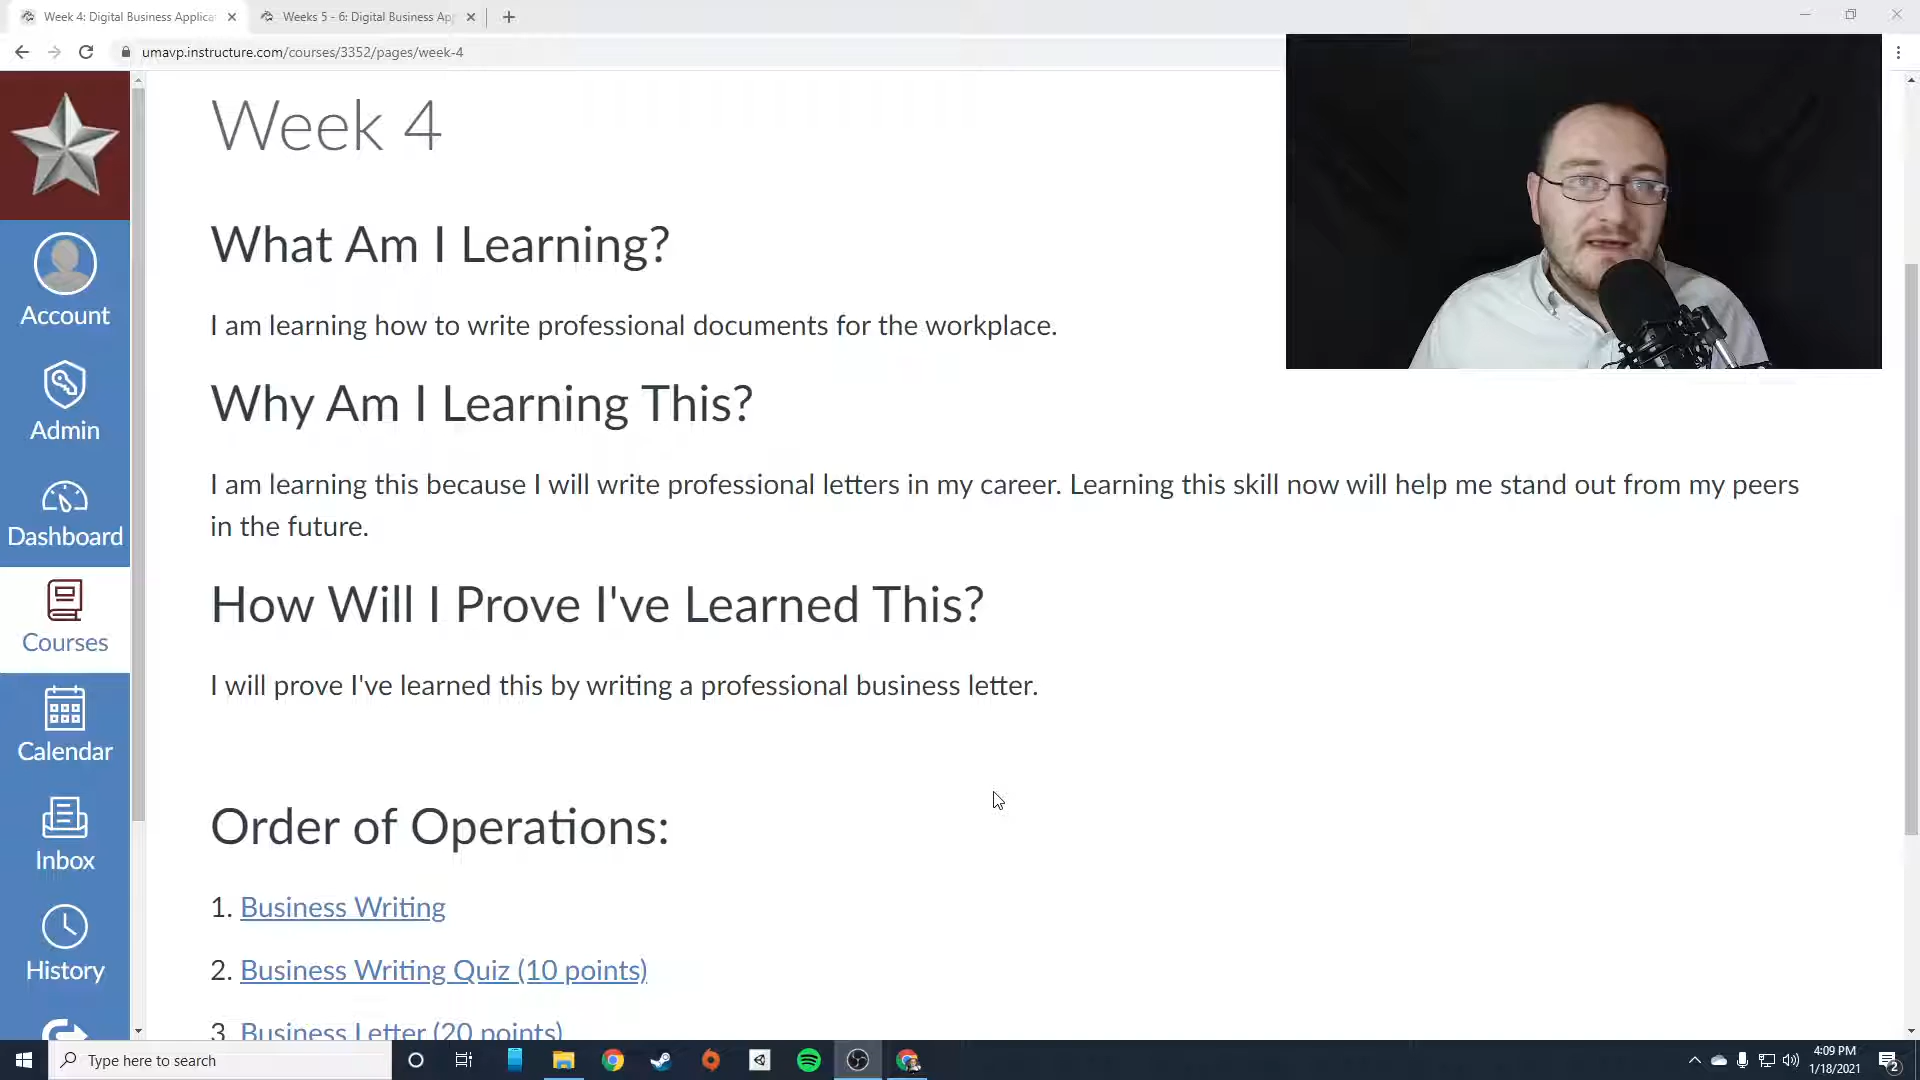 Week 4: Digital Business Applica
Weeks 5 - 6: Digital Business Ap
umavp.instructure.com/courses/3352/pages/week-4
Account
Admin
Dashboard
Courses
Calendar
Inbox
History
Week 4
What Am I Learning?
I am learning how to write professional documents for the workplace.
Why Am I Learning This?
I am learning this because I will write professional letters in my career. Learning this skill now will help me stand out from my peers
in the future.
How Will I Prove I've Learned This?
I will prove I've learned this by writing a professional business letter.
Order of Operations:
1. Business Writing
2. Business Writing Quiz (10 points)
3. Business Letter (20 points)
Type here to search
4:09 PM
1/18/2021
2